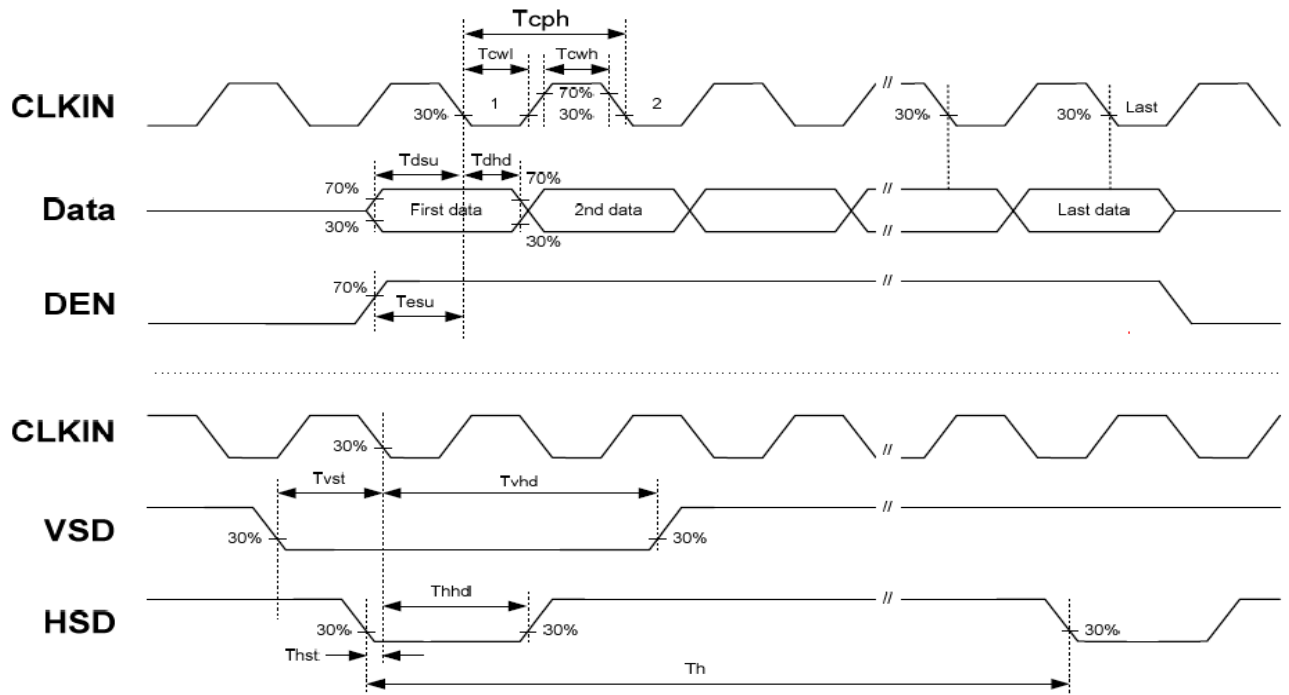 Tcph
Tcwl Tcwh
CLKIN 30% 1 70% 30% 2 // 30% 30% Last
Tdsu Tdhd
70% 70%
Data First data 2nd data // Last data
30% 30% //
DEN 70% Tesu //
CLKIN 30% //
Tvst Tvhd
VSD 30% 30% //
Thhd
HSD 30% 30% // 30%
Thst Th